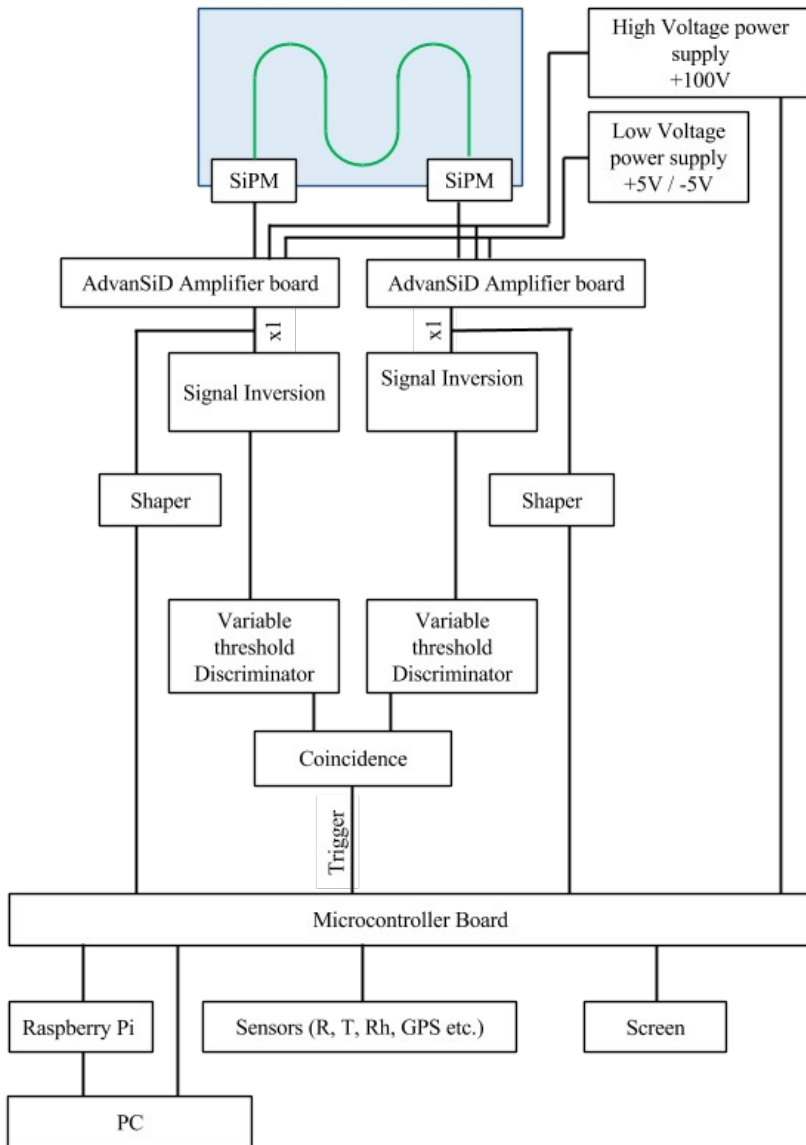 High Voltage power
supply
+100V
Low Voltage
power supply
+5V / -5V
SiPM
SiPM
AdvanSiD Amplifier board
AdvanSiD Amplifier board
x1
x1
Signal Inversion
Signal Inversion
Shaper
Shaper
Variable
threshold
Discriminator
Variable
threshold
Discriminator
Coincidence
Trigger
Microcontroller Board
Raspberry Pi
Sensors (R, T, Rh, GPS etc.)
Screen
PC